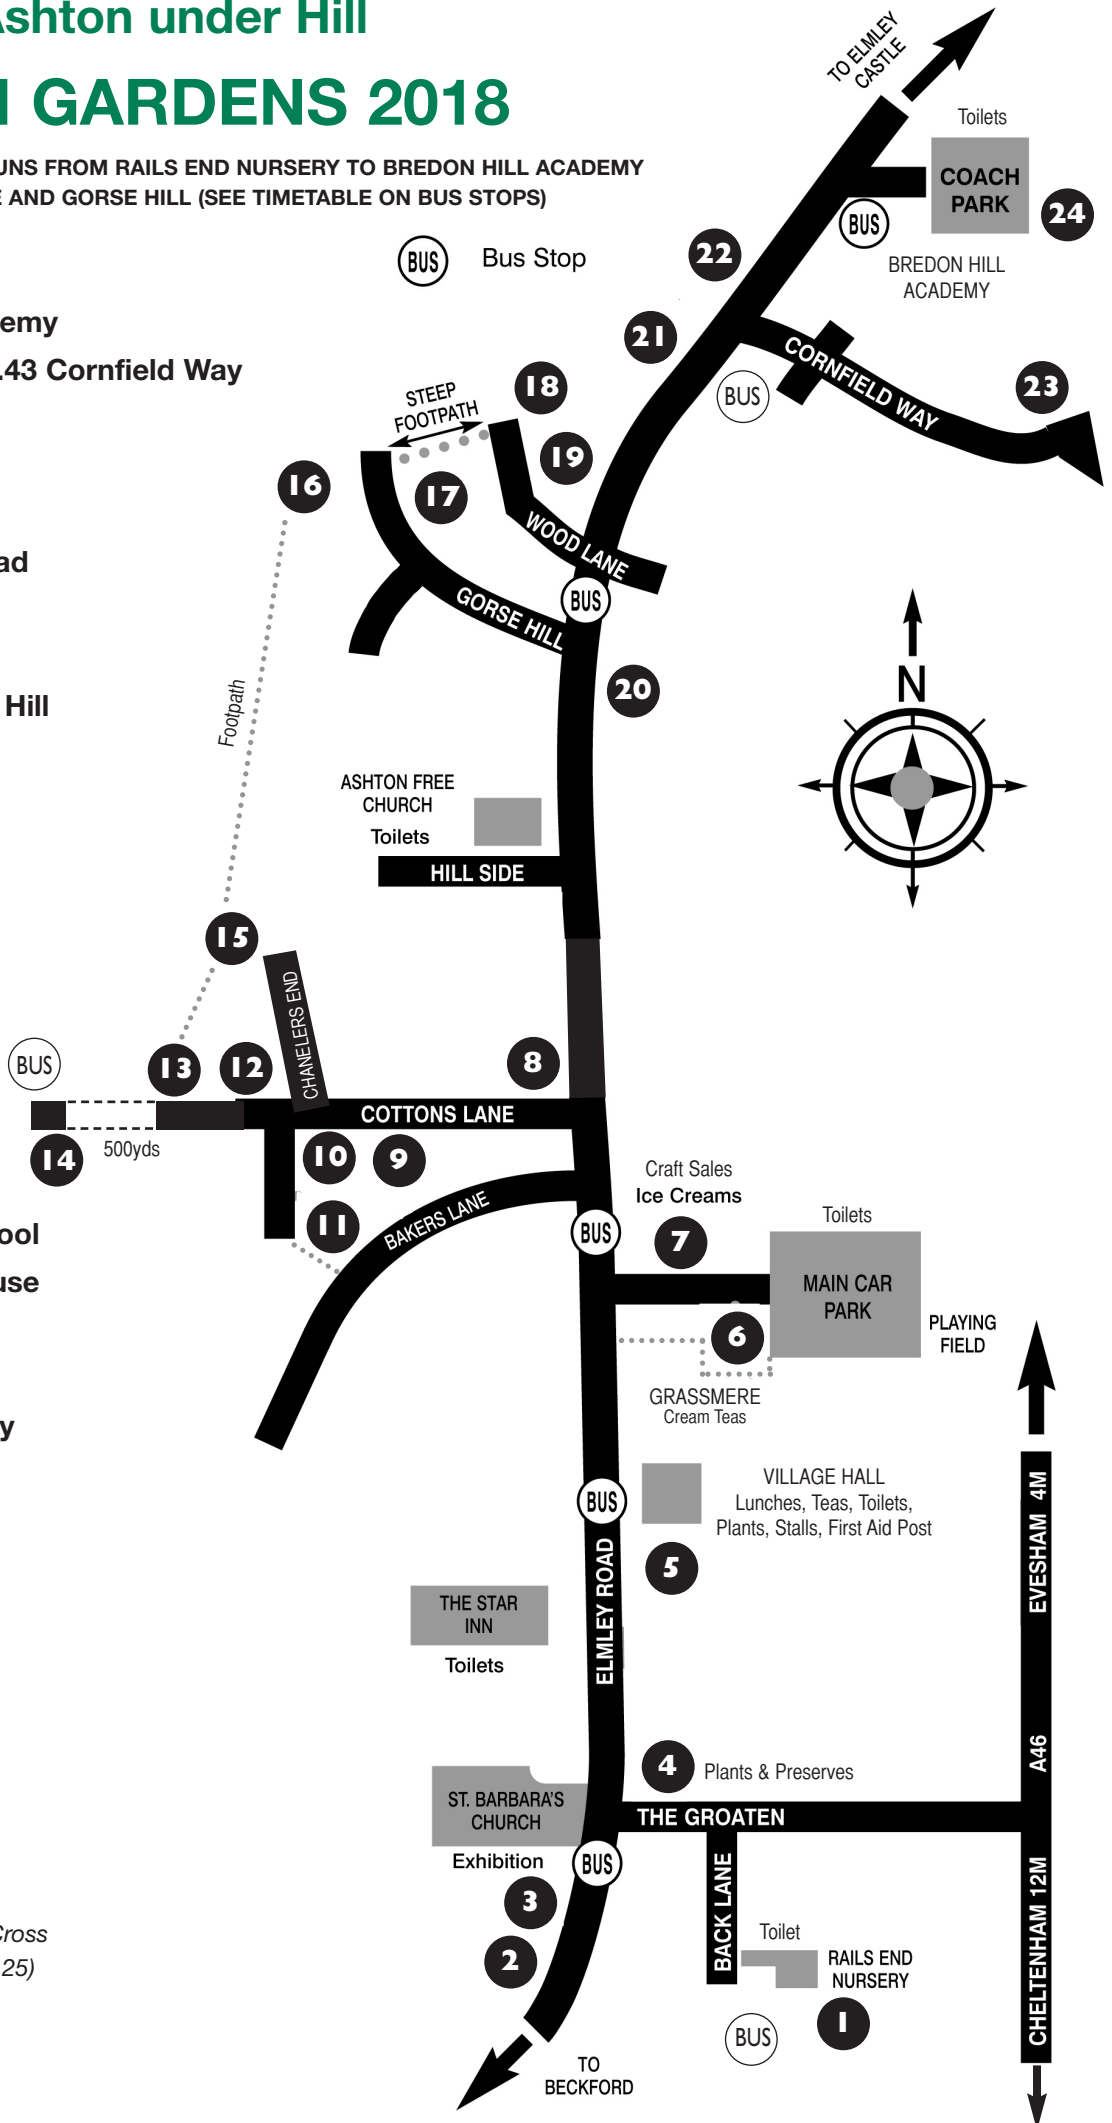 Ashton under Hill
GARDENS 2018
UNS FROM RAILS END NURSERY TO BREDON HILL ACADEMY
E AND GORSE HILL (SEE TIMETABLE ON BUS STOPS)
BUS
Bus Stop
TO ELMLEY
CASTLE
Toilets
COACH
PARK
24
BUS
BREDON HILL
ACADEMY
22
21
emy
.43 Cornfield Way
CORNFIELD WAY
BUS
23
STEEP
FOOTPATH
18
19
16
17
WOOD LANE
BUS
GORSE HILL
ad
20
N
Hill
Footpath
ASHTON FREE
CHURCH
Toilets
HILL SIDE
15
CHANELERS END
BUS
13
12
8
COTTONS LANE
14
500yds
10
9
11
BAKERS LANE
BUS
Craft Sales
Ice Creams
7
Toilets
MAIN CAR
PARK
PLAYING
FIELD
6
GRASSMERE
Cream Teas
ool
use
y
BUS
VILLAGE HALL
Lunches, Teas, Toilets,
Plants, Stalls, First Aid Post
5
ELMLEY ROAD
THE STAR
INN
Toilets
EVESHAM 4M
A46
CHELTENHAM 12M
4
Plants & Preserves
THE GROATEN
ST. BARBARA'S
CHURCH
Exhibition
BUS
3
2
BACK LANE
Toilet
RAILS END
NURSERY
1
BUS
Cross
25)
TO
BECKFORD